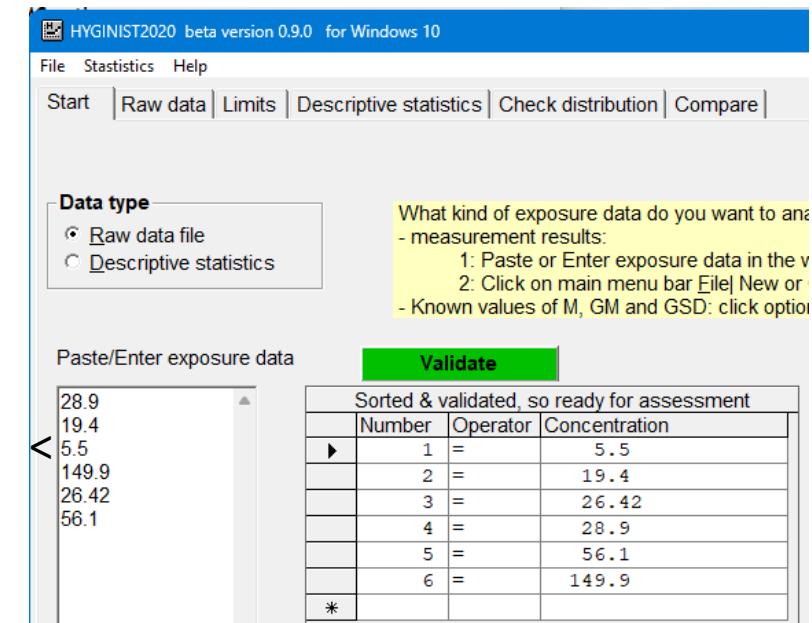 HYGINIST2020 beta version 0.9.0 for Windows 10
File Stastistics Help
Start Raw data Limits Descriptive statistics Check distribution Compare
Data type
Raw data file
Descriptive statistics
What kind of exposure data do you want to
- measurement results:
1: Paste or Enter exposure data in the
2: Click on main menu bar File| New or
- Known values of M, GM and GSD: click
Paste/Enter exposure data
Validate
28.9
19.4
< 5.5
149.9
26.42
56.1
Sorted & validated, so ready for assessment
Number Operator Concentration
1 = 5.5
2 = 19.4
3 = 26.42
4 = 28.9
5 = 56.1
6 = 149.9
*